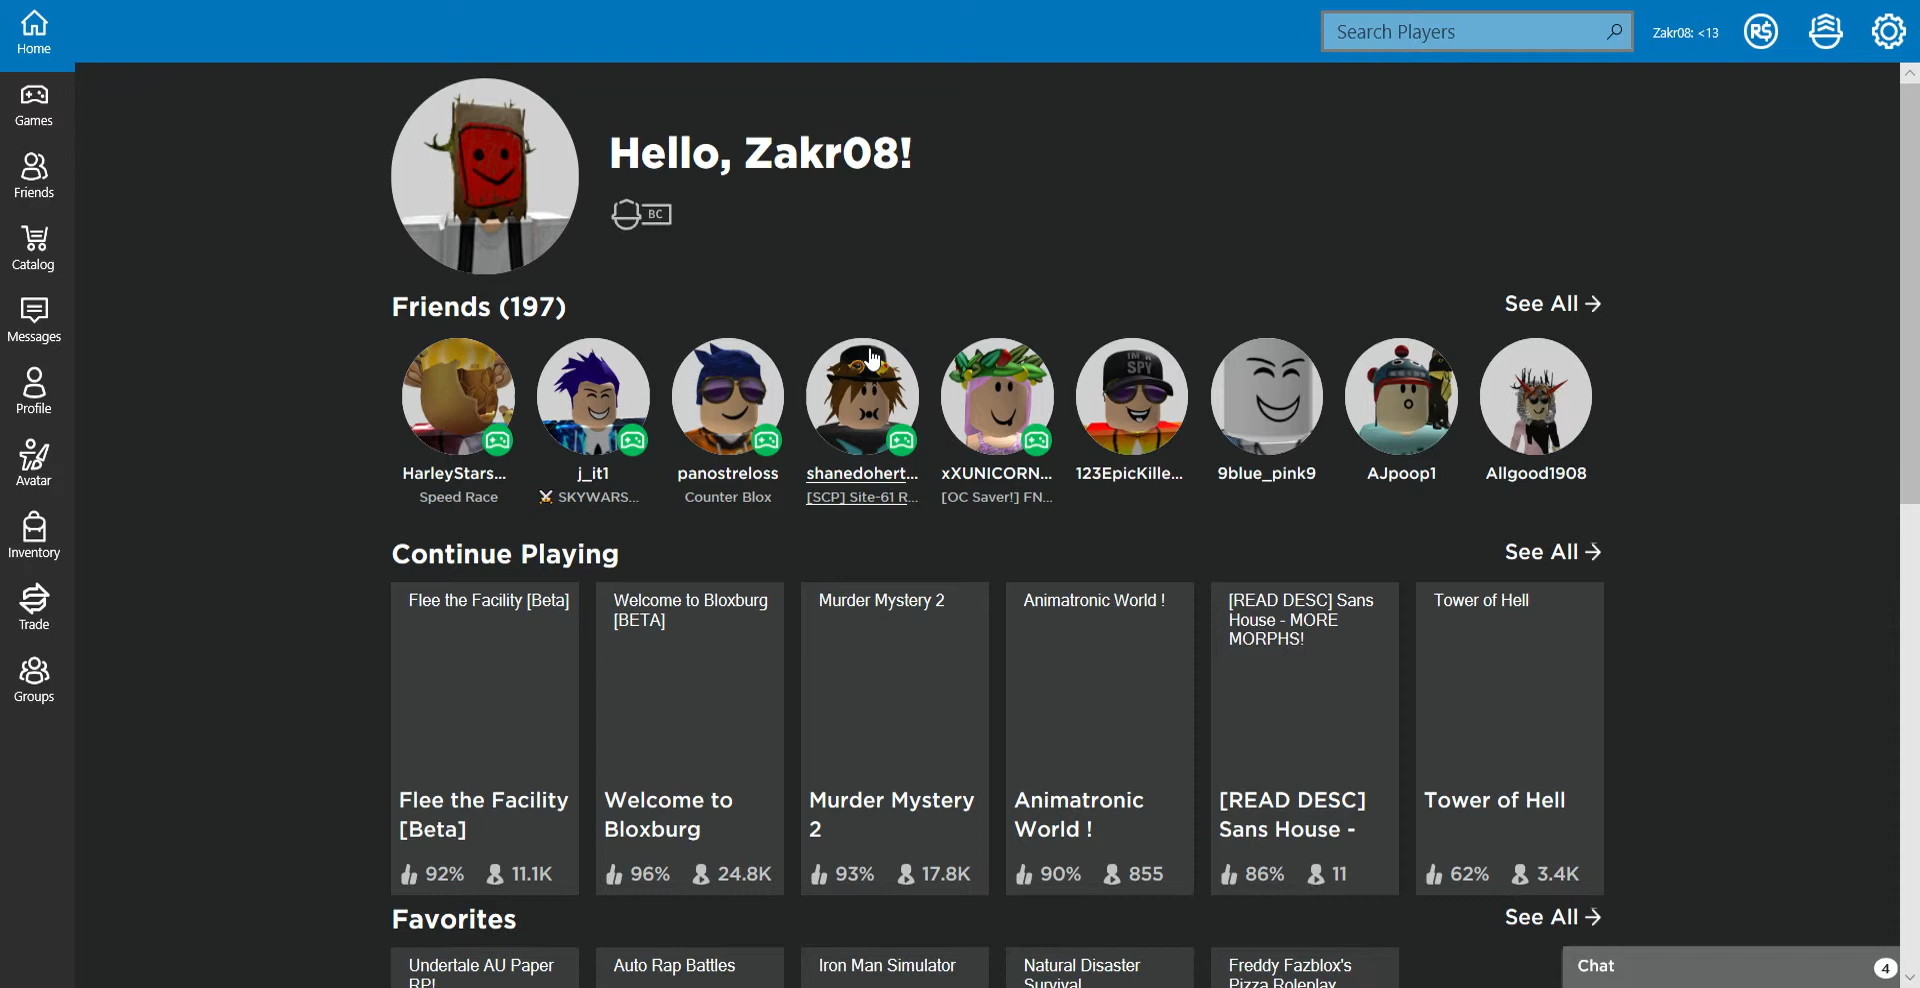 Home
Search Players
Zakr08: <13
R$
Games
Friends
Catalog
Messages
Profile
Avatar
Inventory
Trade
Groups
Hello, Zakr08!
BC
Friends (197)
See All →
HarleyStars...
Speed Race
j_it1
SKYWARS...
panostreloss
Counter Blox
shanedohert...
[SCP] Site-61 R...
xXUNICORN...
[OC Saver!] FN...
I'M A
SPY
123EpicKille...
9blue_pink9
AJpoop1
Allgood1908
Continue Playing
See All →
Flee the Facility [Beta]
Flee the Facility
[Beta]
92% 11.1K
Welcome to Bloxburg
[BETA]
Welcome to
Bloxburg
96% 24.8K
Murder Mystery 2
Murder Mystery
2
93% 17.8K
Animatronic World !
Animatronic
World !
90% 855
[READ DESC] Sans
House - MORE
MORPHS!
[READ DESC]
Sans House -
86% 11
Tower of Hell
Tower of Hell
62% 3.4K
Favorites
See All →
Undertale AU Paper
RP!
Auto Rap Battles
Iron Man Simulator
Natural Disaster
Survival
Freddy Fazblox's
Pizza Roleplay
Chat
4